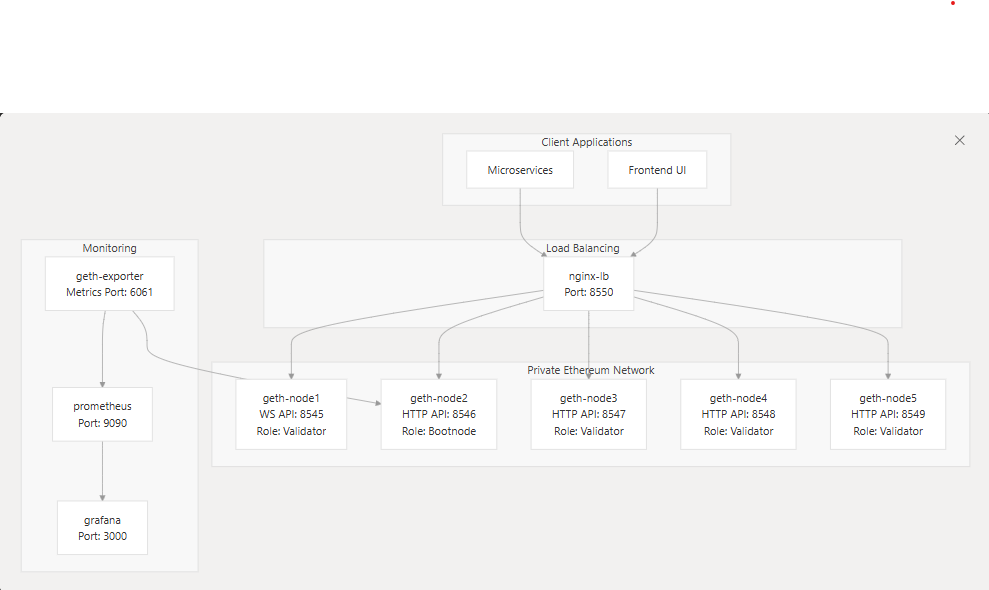 Client Applications
Microservices
Frontend UI
Monitoring
geth-exporter
Metrics Port: 6061
prometheus
Port: 9090
grafana
Port: 3000
Load Balancing
nginx-lb
Port: 8550
Private Ethereum Network
geth-node1
WS API: 8545
Role: Validator
geth-node2
HTTP API: 8546
Role: Bootnode
geth-node3
HTTP API: 8547
Role: Validator
geth-node4
HTTP API: 8548
Role: Validator
geth-node5
HTTP API: 8549
Role: Validator